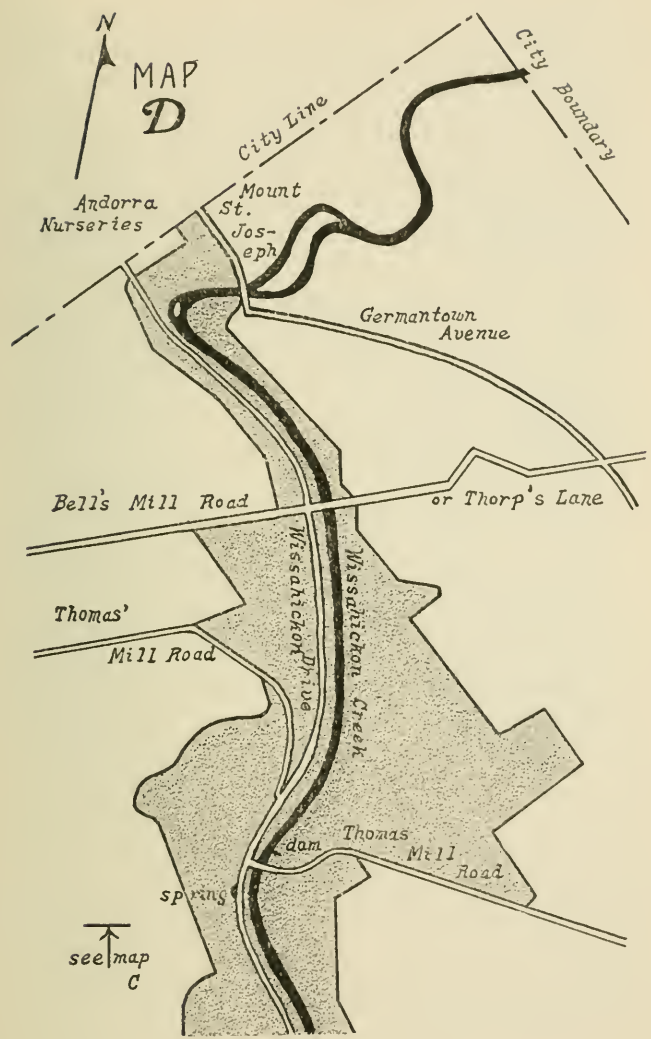 N
MAP
D
City Line
City Boundary
Mount
St.
Jos-
eph
Andorra
Nurseries
Germantown
Avenue
Bell's Mill Road
or Thorp's Lane
Wissahickon Drive
Wissahickon Creek
Thomas'
Mill Road
dam
Thomas
Mill
Road
spring
see map
C